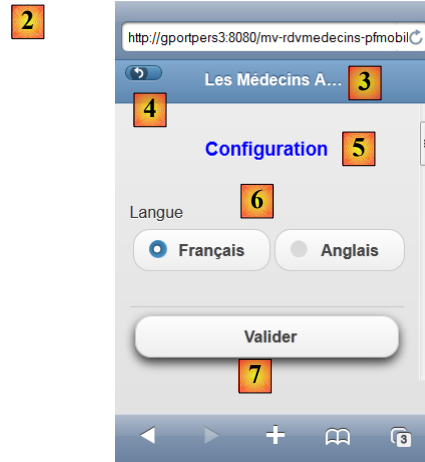 2
http://gportpers3:8080/mv-rdvmedecins-pfmobil
Les Médecins A... 3
4
Configuration 5
6
Langue
Français Anglais
Valider
7
3